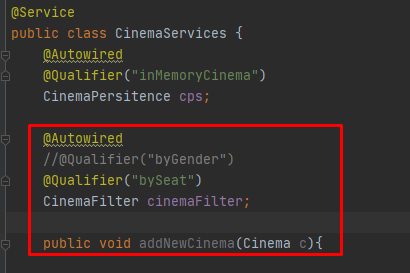 @Service
public class CinemaServices {
@Autowired
@Qualifier("inMemoryCinema")
CinemaPersitence cps;
@Autowired
//@Qualifier("byGender")
@Qualifier("bySeat")
CinemaFilter cinemaFilter;
public void addNewCinema(Cinema c){